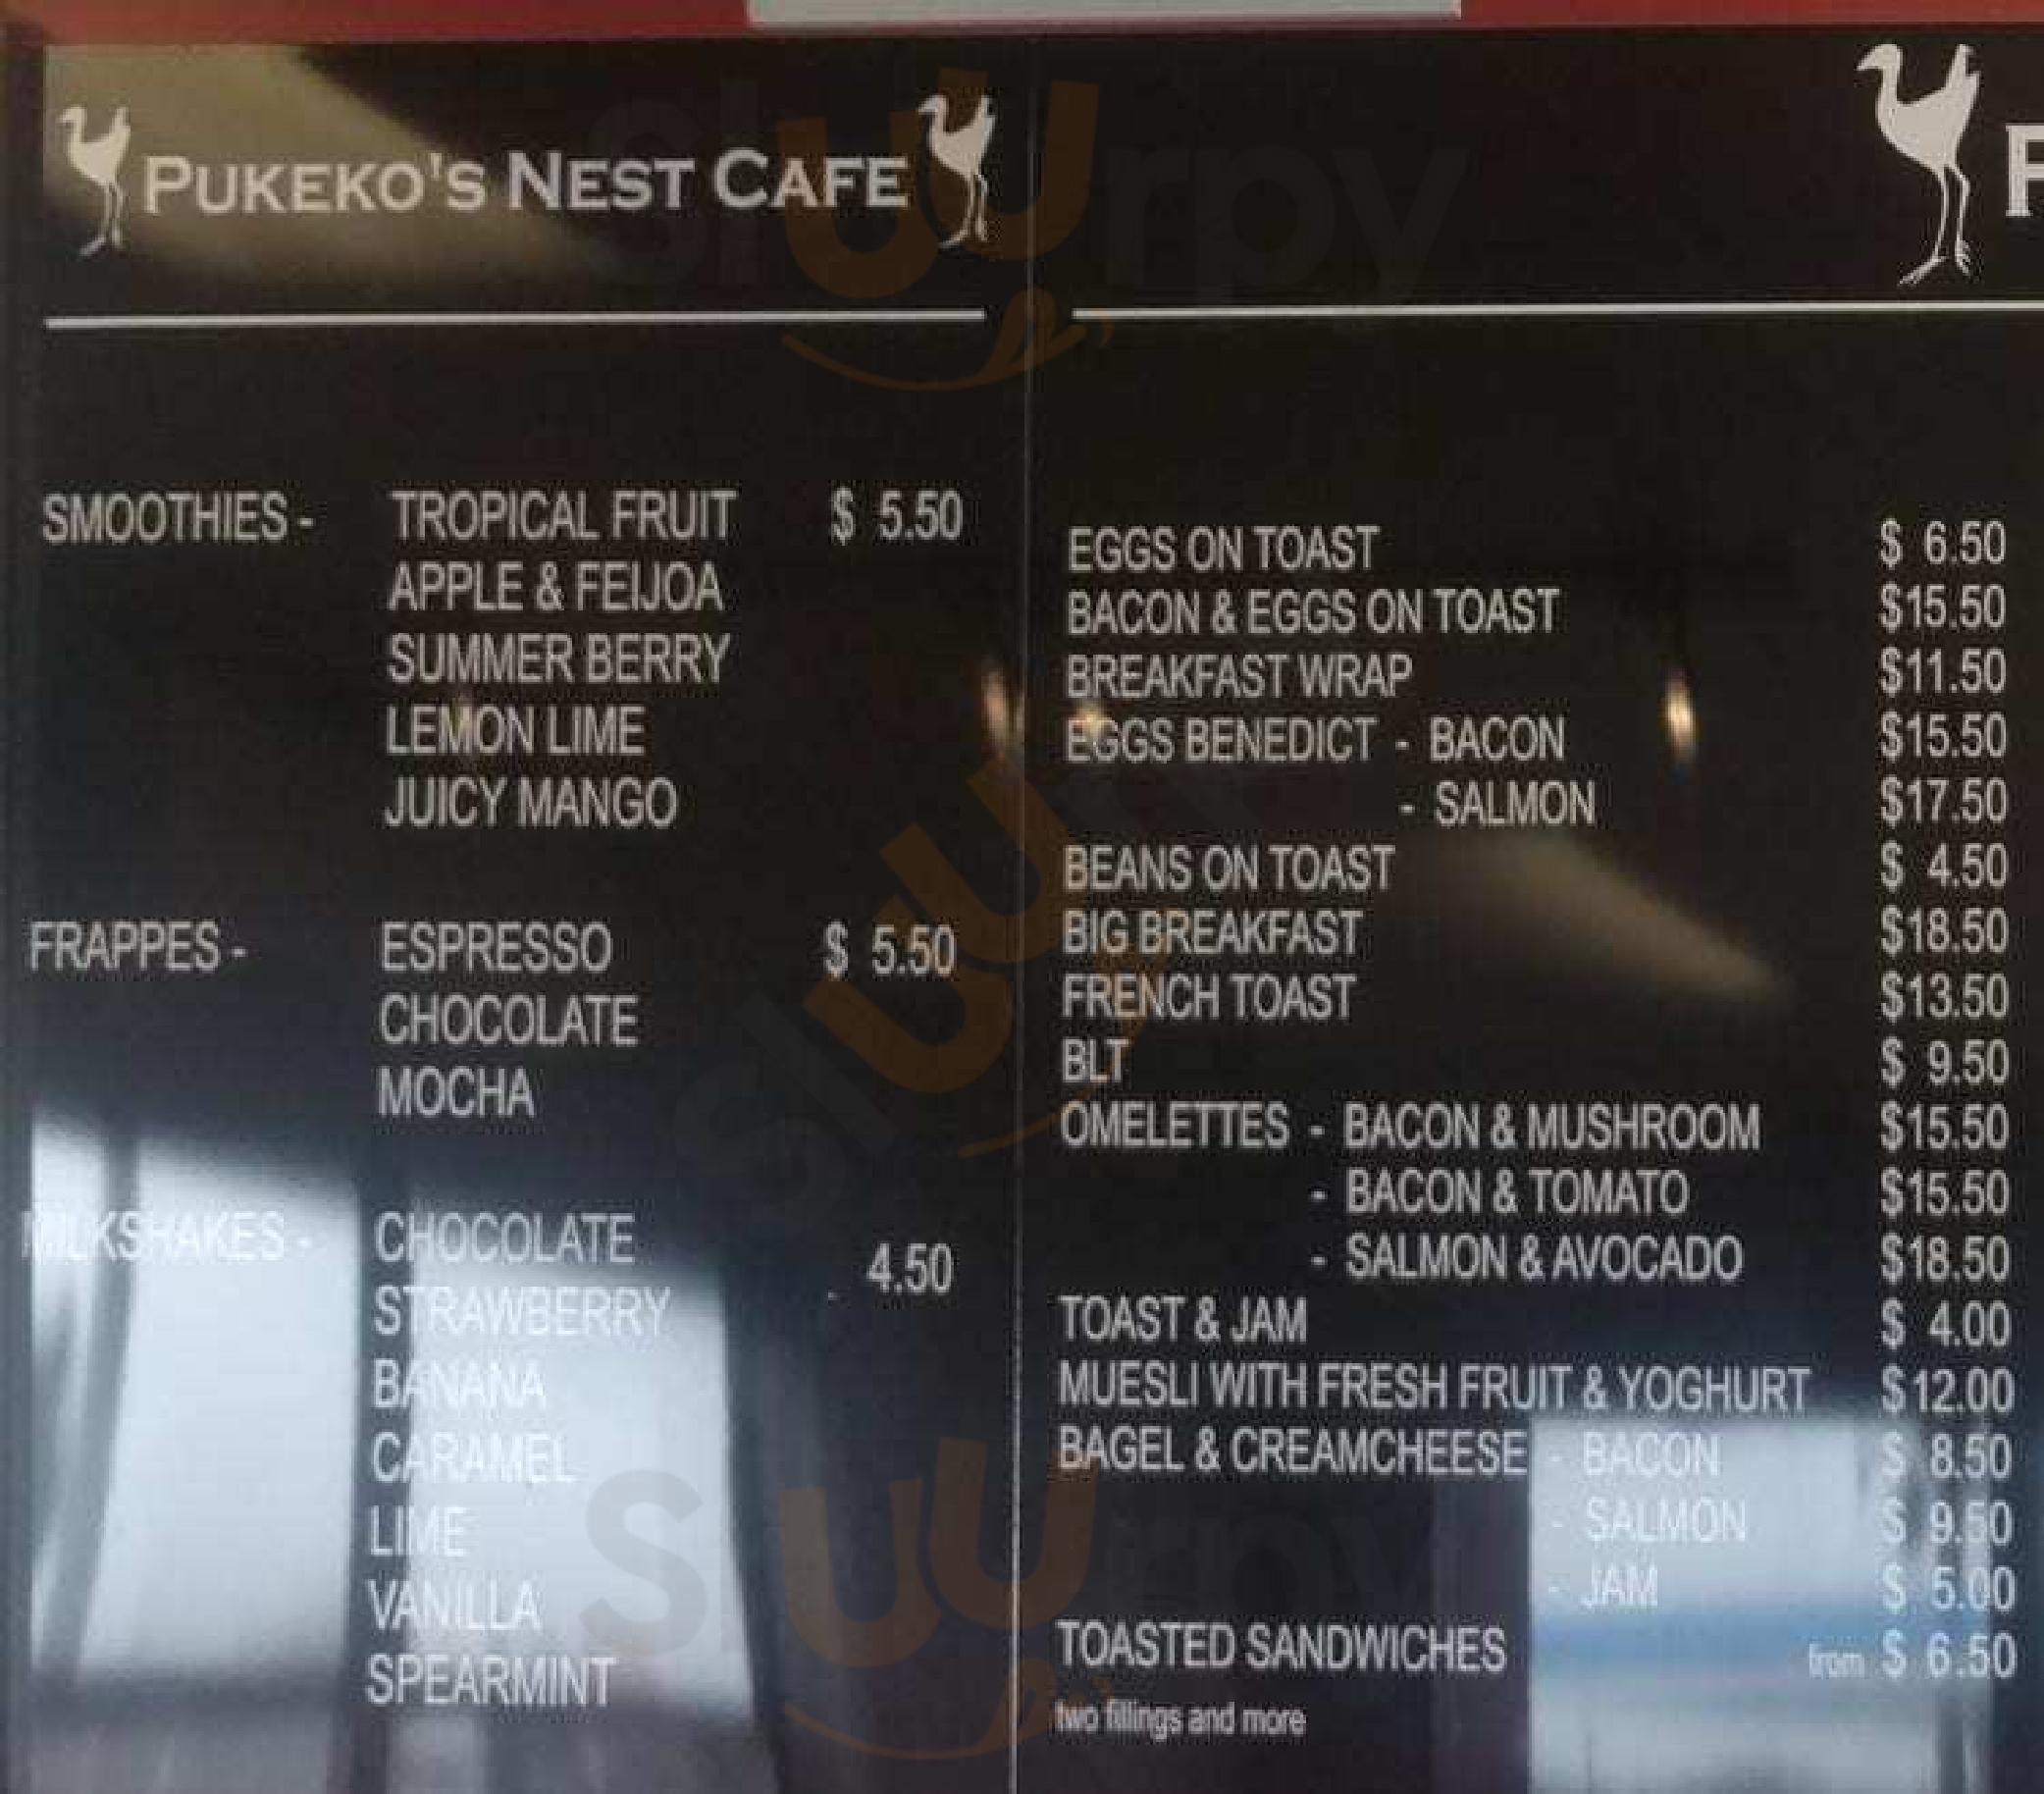 PUKEKO'S NEST CAFE
SMOOTHIES - TROPICAL FRUIT $ 5.50
APPLE & FEIJOA
SUMMER BERRY
LEMON LIME
JUICY MANGO
FRAPPES - ESPRESSO $ 5.50
CHOCOLATE
MOCHA
MILKSHAKES - CHOCOLATE
4.50
STRAWBERRY
BANANA
CARAMEL
LIME
VANILLA
SPEARMINT
P
EGGS ON TOAST $ 6.50
BACON & EGGS ON TOAST $15.50
BREAKFAST WRAP $11.50
EGGS BENEDICT - BACON $15.50
- SALMON $17.50
BEANS ON TOAST $ 4.50
BIG BREAKFAST $18.50
FRENCH TOAST $13.50
BLT $ 9.50
OMELETTES - BACON & MUSHROOM $15.50
- BACON & TOMATO $15.50
- SALMON & AVOCADO $18.50
TOAST & JAM $ 4.00
MUESLI WITH FRESH FRUIT & YOGHURT $12.00
BAGEL & CREAMCHEESE - BACON $ 8.50
- SALMON $ 9.50
- JAM $ 5.00
TOASTED SANDWICHES from $ 6.50
two fillings and more
sluurpy
sluurpy
sluurpy